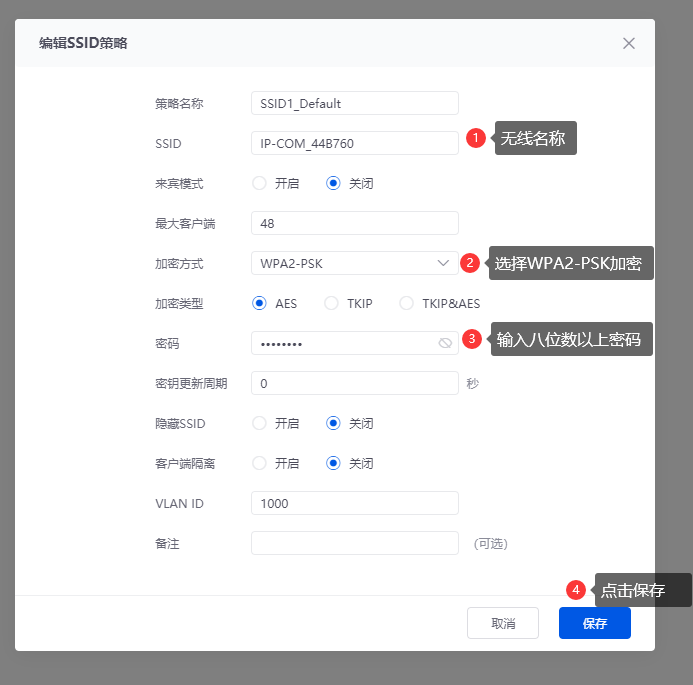 编辑SSID策略
策略名称 SSID1_Default
SSID IP-COM_44B760 1 无线名称
来宾模式 开启 关闭
最大客户端 48
加密方式 WPA2-PSK 2 选择WPA2-PSK加密
加密类型 AES TKIP TKIP&AES
密码 •••••••• 3 输入八位数以上密码
密钥更新周期 0 秒
隐藏SSID 开启 关闭
客户端隔离 开启 关闭
VLAN ID 1000
备注 (可选)
4 点击保存
取消 保存